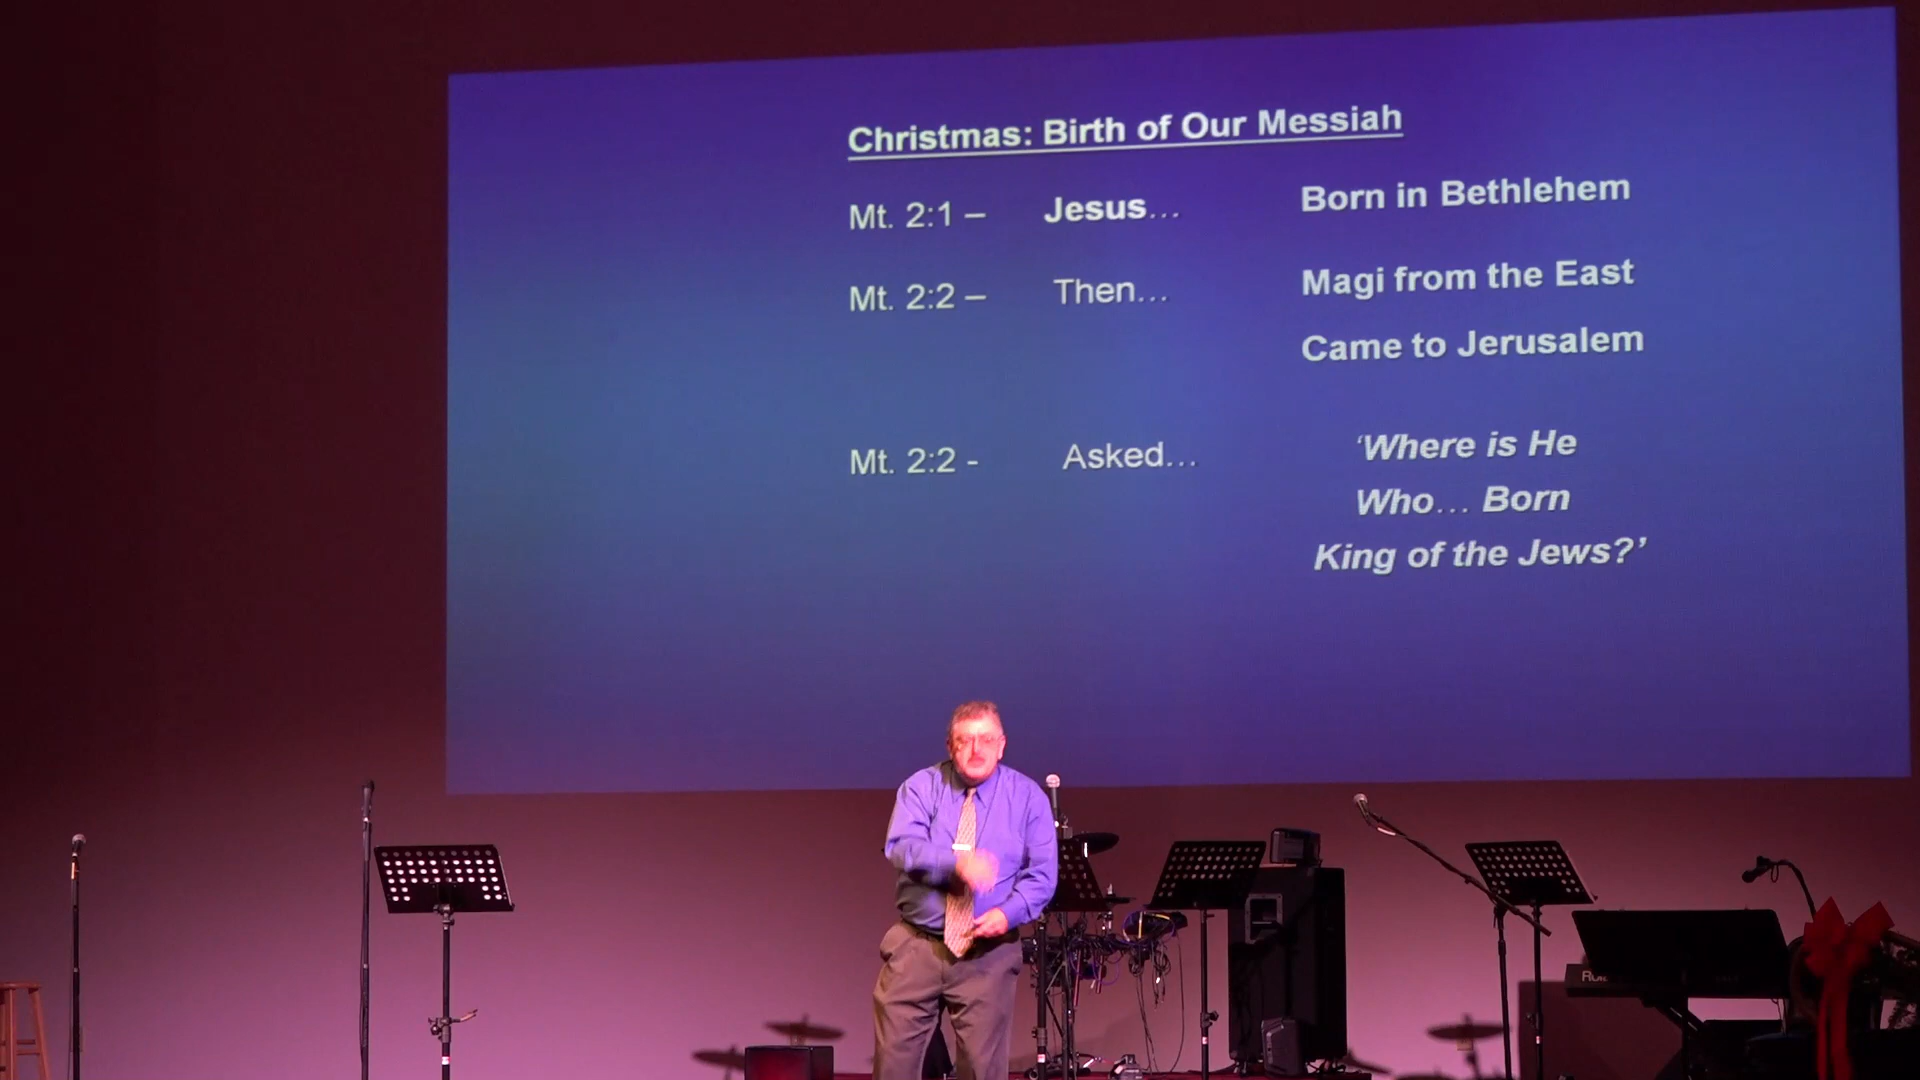 Christmas: Birth of Our Messiah
Mt. 2:1 – Jesus… Born in Bethlehem
Mt. 2:2 – Then… Magi from the East
Came to Jerusalem
Mt. 2:2 - Asked… ‘Where is He
Who… Born
King of the Jews?’